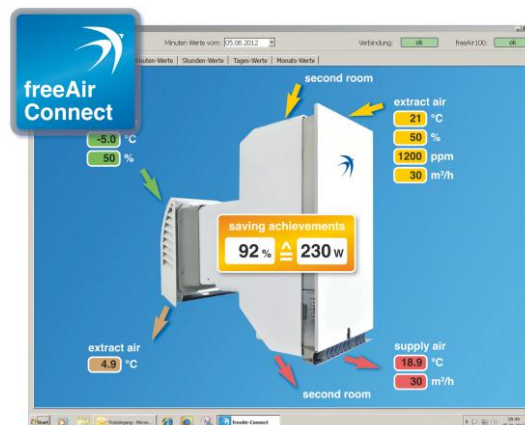 freeAir
Connect
Minuten Werte vom: 05.06.2012
Verbindung: ok
freeAir100: ok
Minuten-Werte | Stunden-Werte | Tages-Werte | Monats-Werte
second room
extract air
21 °C
50 %
1200 ppm
30 m³/h
-5.0 °C
50 %
saving achievements
92 % ≙ 230 W
extract air
4.9 °C
supply air
18.9 °C
30 m³/h
second room
Start
freeAir-Connect